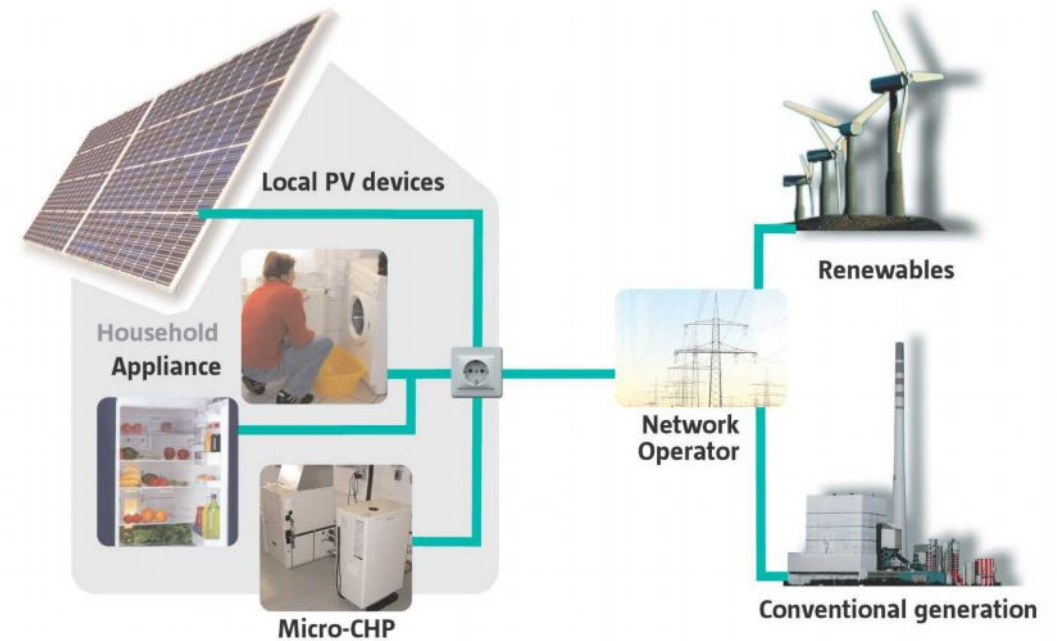 Local PV devices
Household
Appliance
Micro-CHP
Network
Operator
Renewables
Conventional generation